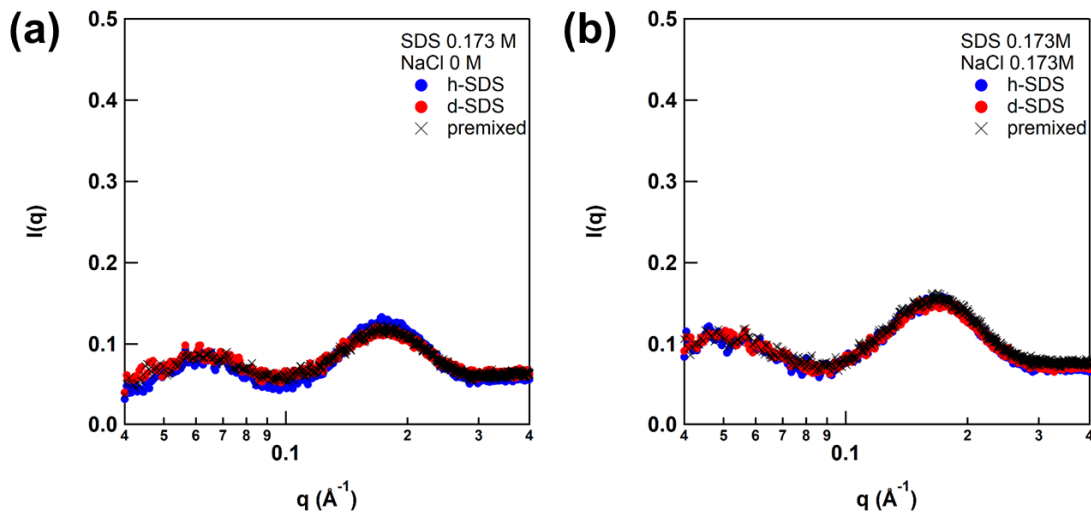 (a)
0.5
0.4
0.3
0.2
0.1
0.0
I(q)
SDS 0.173 M
NaCl 0 M
h-SDS
d-SDS
premixed
4 5 6 7 8 9 2 3 4
0.1
q (Å-1)
(b)
0.5
0.4
0.3
0.2
0.1
0.0
I(q)
SDS 0.173M
NaCl 0.173M
h-SDS
d-SDS
premixed
4 5 6 7 8 9 2 3 4
0.1
q (Å-1)